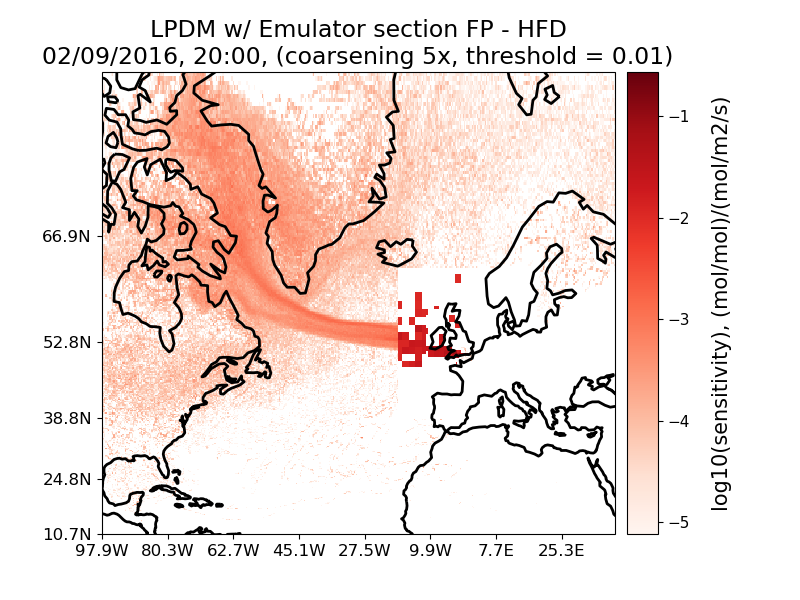 LPDM w/ Emulator section FP - HFD
02/09/2016, 20:00, (coarsening 5x, threshold = 0.01)
66.9N
52.8N
38.8N
24.8N
10.7N
97.9W 80.3W 62.7W 45.1W 27.5W 9.9W 7.7E 25.3E
−1
−2
−3
−4
−5
log10(sensitivity), (mol/mol)/(mol/m2/s)